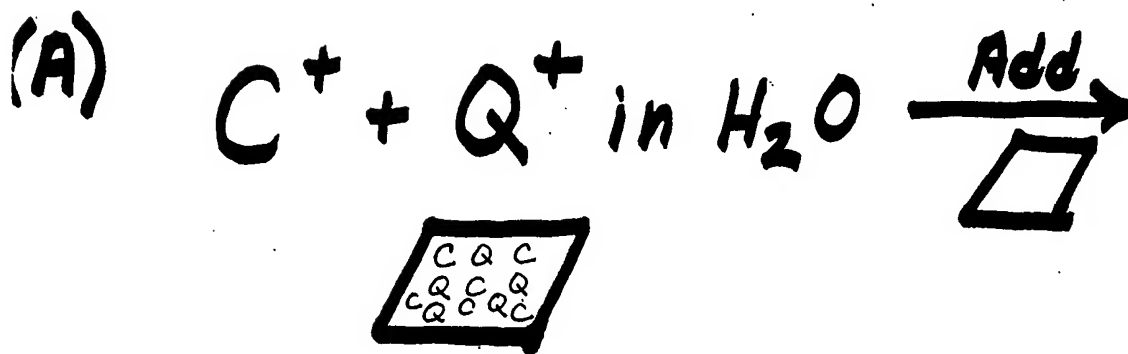 (A) C⁺ + Q⁺ in H₂O Add
C Q C
Q C Q
C Q C Q C